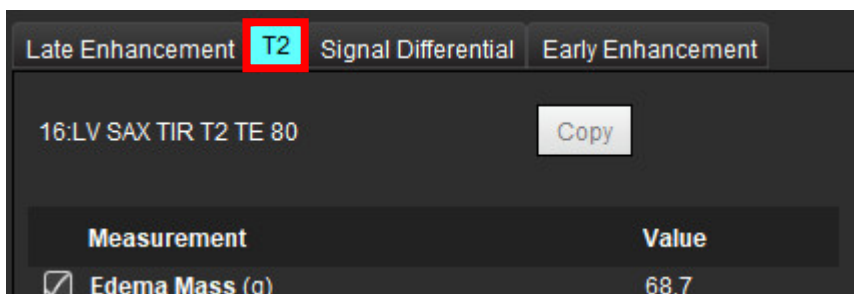 Late Enhancement T2 Signal Differential Early Enhancement
16:LV SAX TIR T2 TE 80 Copy
Measurement Value
Edema Mass (g) 68.7